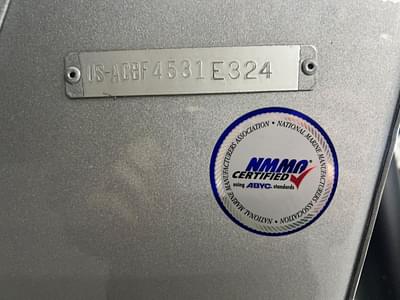 US-ACBF4531E324
NATIONAL MARINE MANUFACTURERS ASSOCIATION • NATIONAL MARINE MANUFACTURERS ASSOCIATION •
NMMA
CERTIFIED
using ABYC standards